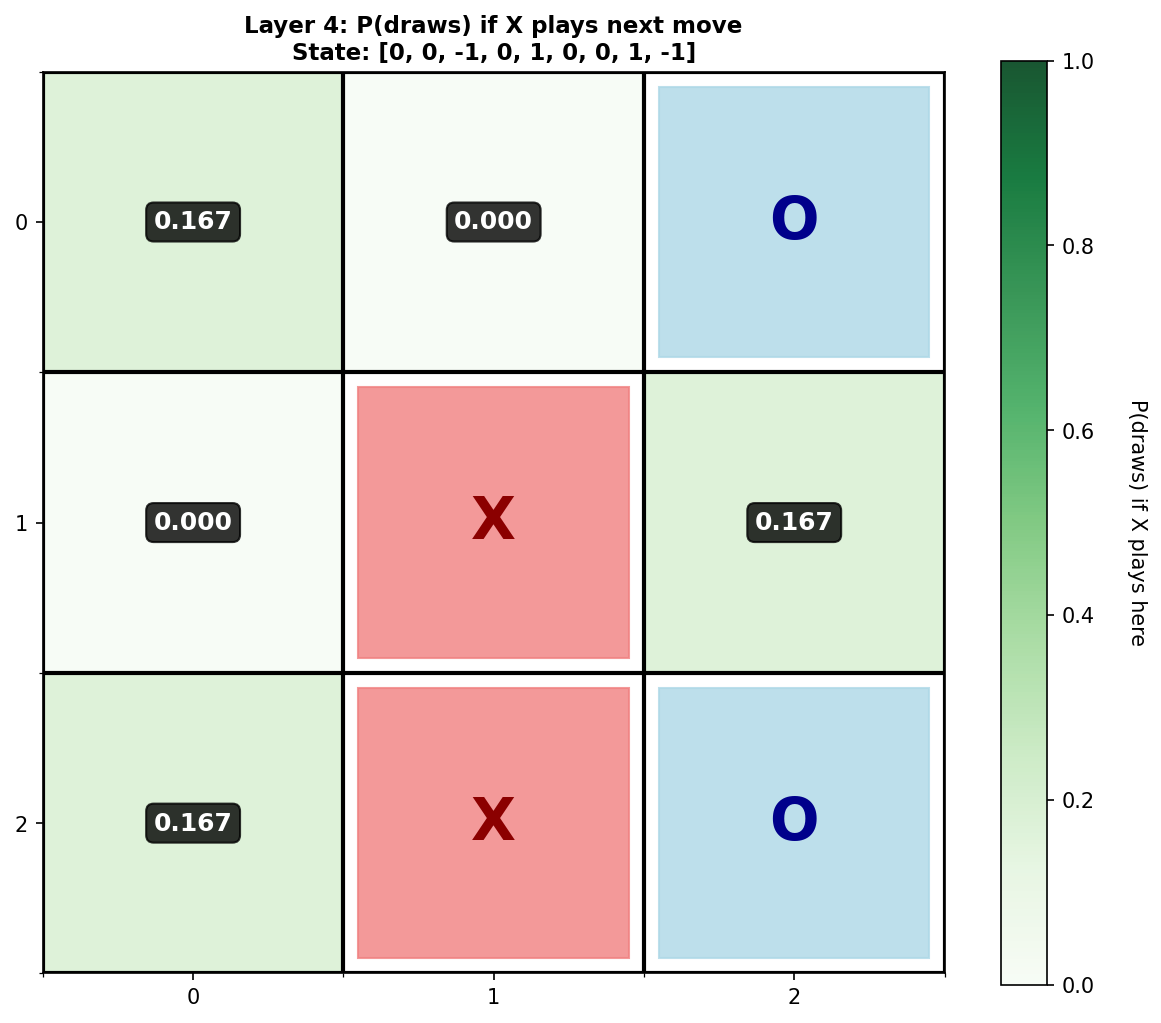 Layer 4: P(draws) if X plays next move
State: [0, 0, -1, 0, 1, 0, 0, 1, -1]
0
0.167
0.000
O
1
0.000
X
0.167
2
0.167
X
O
0
1
2
1.0
0.8
0.6
0.4
0.2
0.0
P(draws) if X plays here